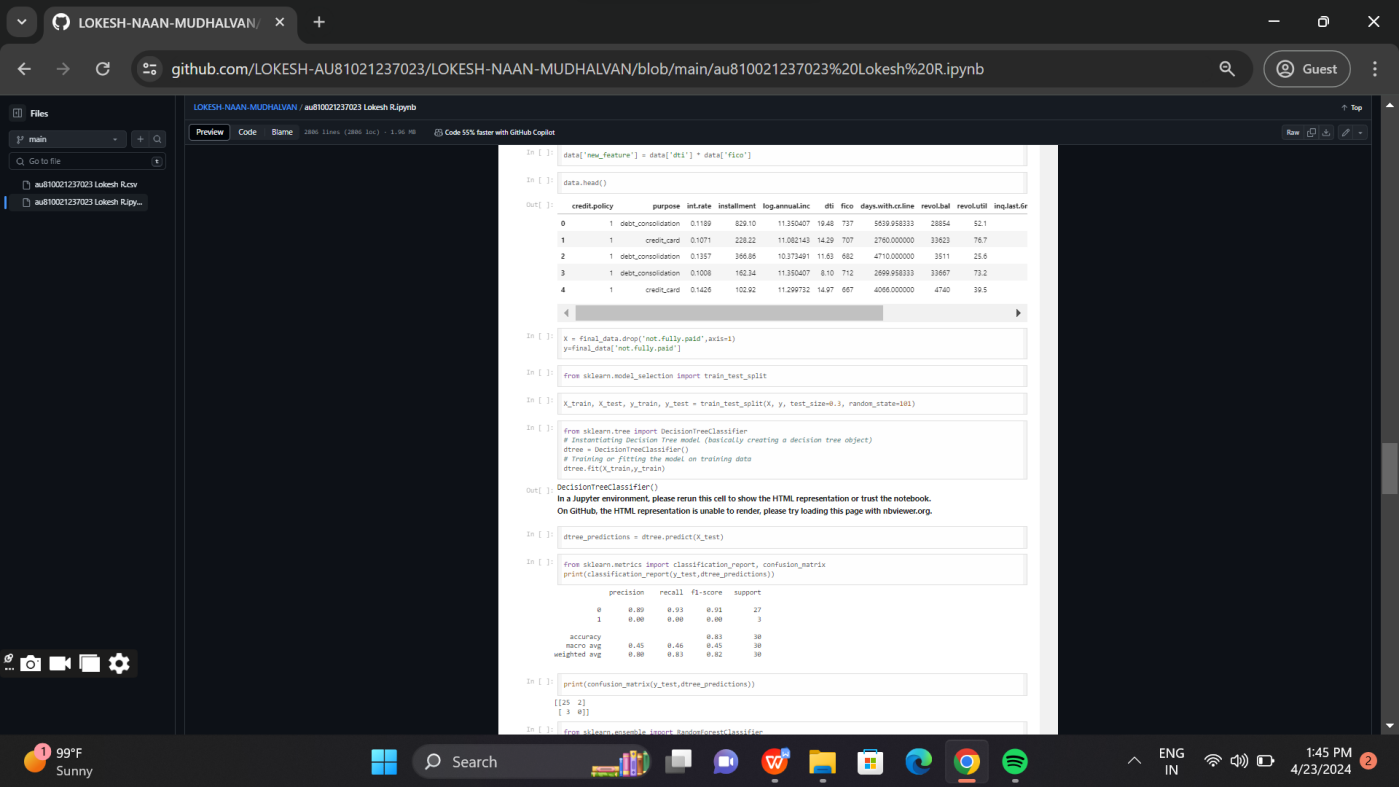 LOKESH-NAAN-MUDHALVAN/
github.com/LOKESH-AU81021237023/LOKESH-NAAN-MUDHALVAN/blob/main/au810021237023%20Lokesh%20R.ipynb
Guest
Files
main
Go to file
t
au810021237023 Lokesh R.csv
au810021237023 Lokesh R.ipy...
LOKESH-NAAN-MUDHALVAN / au810021237023 Lokesh R.ipynb
Top
Preview Code Blame 2806 lines (2806 loc) · 1.96 MB Code 55% faster with GitHub Copilot
Raw
In [ ]: data['new_feature'] = data['dti'] * data['fico']
In [ ]: data.head()
Out[ ]: credit.policy purpose int.rate installment log.annual.inc dti fico days.with.cr.line revol.bal revol.util inq.last.6r
0 1 debt_consolidation 0.1189 829.10 11.350407 19.48 737 5639.958333 28854 52.1
1 1 credit_card 0.1071 228.22 11.082143 14.29 707 2760.000000 33623 76.7
2 1 debt_consolidation 0.1357 366.86 10.373491 11.63 682 4710.000000 3511 25.6
3 1 debt_consolidation 0.1008 162.34 11.350407 8.10 712 2699.958333 33667 73.2
4 1 credit_card 0.1426 102.92 11.299732 14.97 667 4066.000000 4740 39.5
In [ ]: X = final_data.drop('not.fully.paid',axis=1)
y=final_data['not.fully.paid']
In [ ]: from sklearn.model_selection import train_test_split
In [ ]: X_train, X_test, y_train, y_test = train_test_split(X, y, test_size=0.3, random_state=101)
In [ ]: from sklearn.tree import DecisionTreeClassifier
# Instantiating Decision Tree model (basically creating a decision tree object)
dtree = DecisionTreeClassifier()
# Training or fitting the model on training data
dtree.fit(X_train,y_train)
Out[ ]: DecisionTreeClassifier()
In a Jupyter environment, please rerun this cell to show the HTML representation or trust the notebook.
On GitHub, the HTML representation is unable to render, please try loading this page with nbviewer.org.
In [ ]: dtree_predictions = dtree.predict(X_test)
In [ ]: from sklearn.metrics import classification_report, confusion_matrix
print(classification_report(y_test,dtree_predictions))
precision recall f1-score support
0 0.89 0.93 0.91 27
1 0.00 0.00 0.00 3
accuracy 0.83 30
macro avg 0.45 0.46 0.45 30
weighted avg 0.80 0.83 0.82 30
In [ ]: print(confusion_matrix(y_test,dtree_predictions))
[[25 2]
[ 3 0]]
In [ ]: from sklearn.ensemble import RandomForestClassifier
1
99°F
Sunny
Search
ENG
IN
1:45 PM
4/23/2024
2